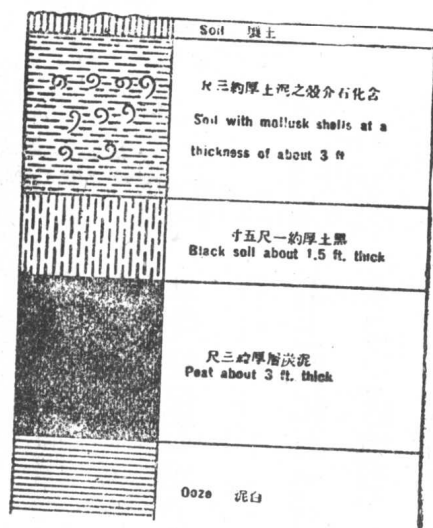 Soil 壤土
含化石介殼之泥土厚約三尺
Soil with mollusk shells at a
thickness of about 3 ft
黑土厚約一尺五寸
Black soil about 1.5 ft. thick
泥炭層厚約三尺
Peat about 3 ft. thick
Ooze 白泥